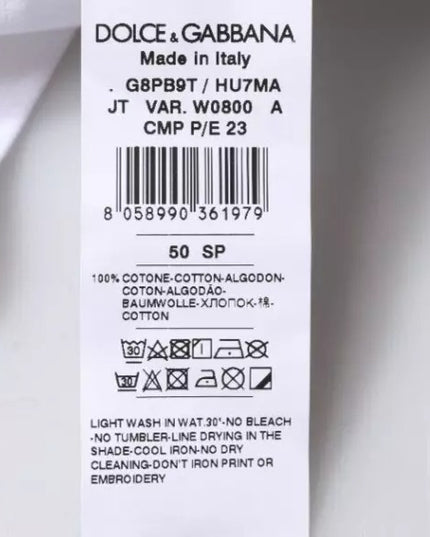 DOLCE & GABBANA
Made in Italy
. G8PB9T / HU7MA
JT VAR. W0800 A
CMP P/E 23
8 058990 361979
50 SP
100% COTONE-COTTON-ALGODON-
COTON-ALGODÃO-
BAUMWOLLE-ХЛОПОК-棉-
COTTON
30
30
LIGHT WASH IN WAT.30°-NO BLEACH
-NO TUMBLER-LINE DRYING IN THE
SHADE-COOL IRON-NO DRY
CLEANING-DON'T IRON PRINT OR
EMBROIDERY